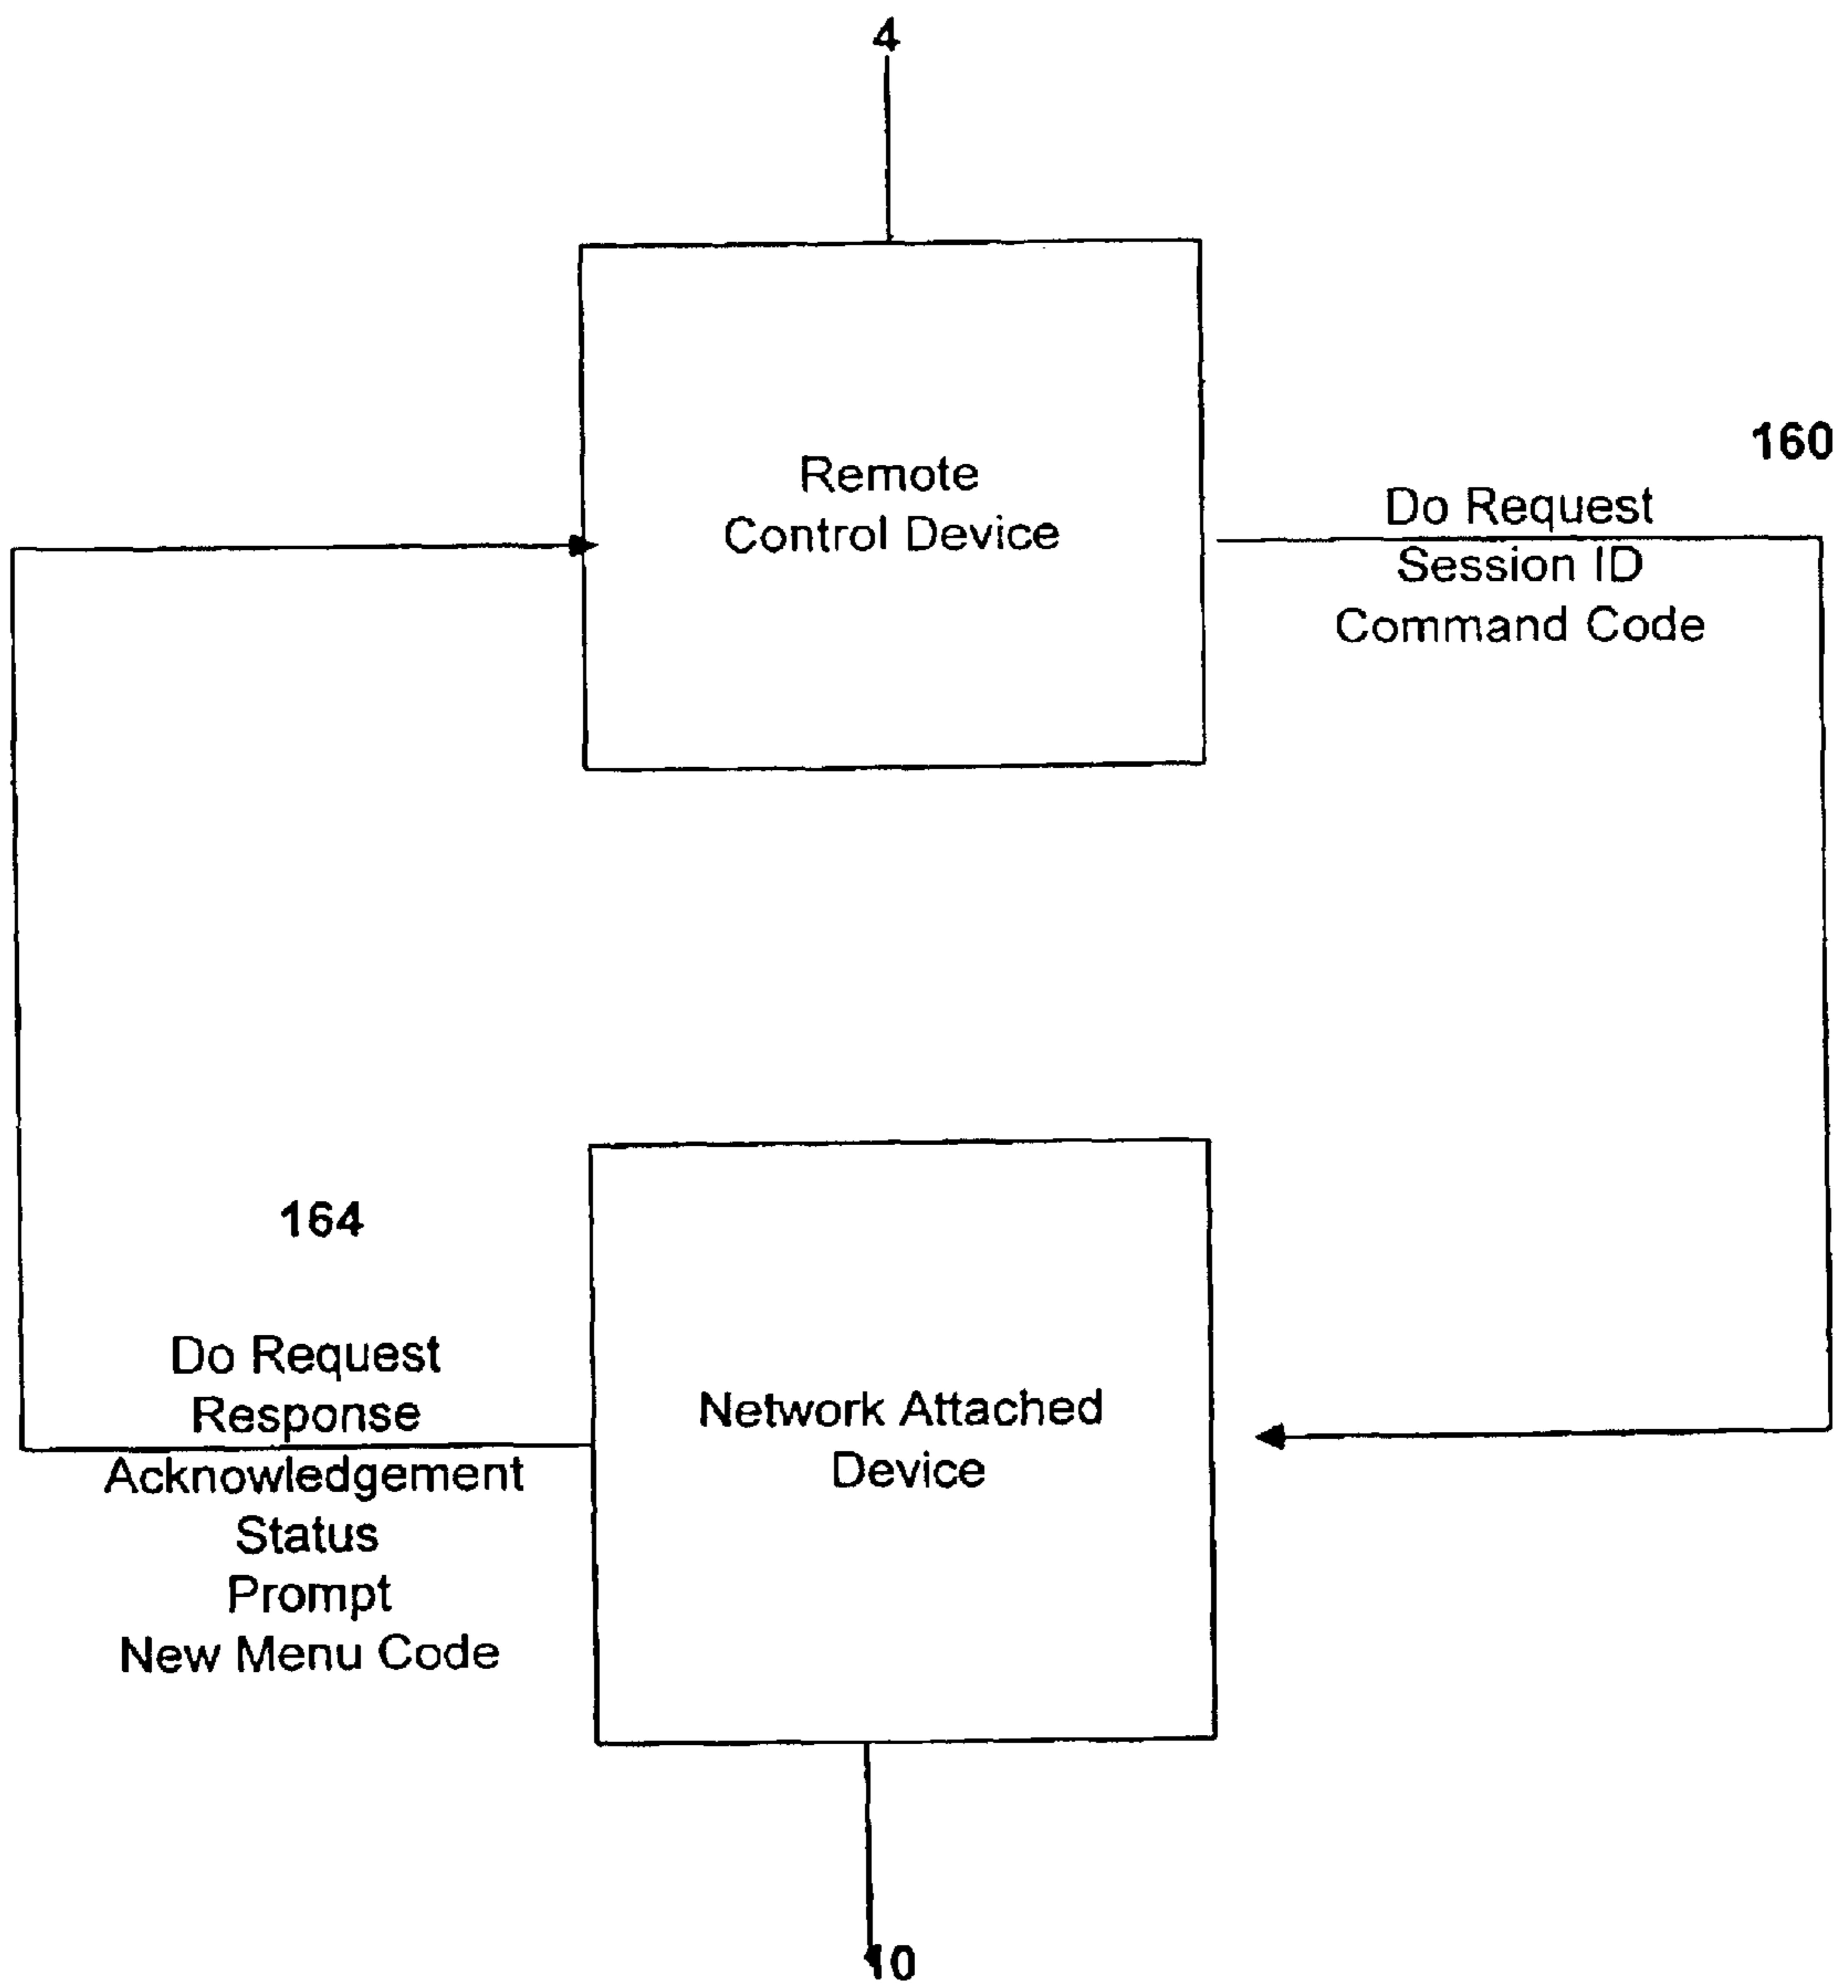 4
Remote
Control Device
160
Do Request
Session ID
Command Code
164
Do Request
Response
Acknowledgement
Status
Prompt
New Menu Code
Network Attached
Device
10